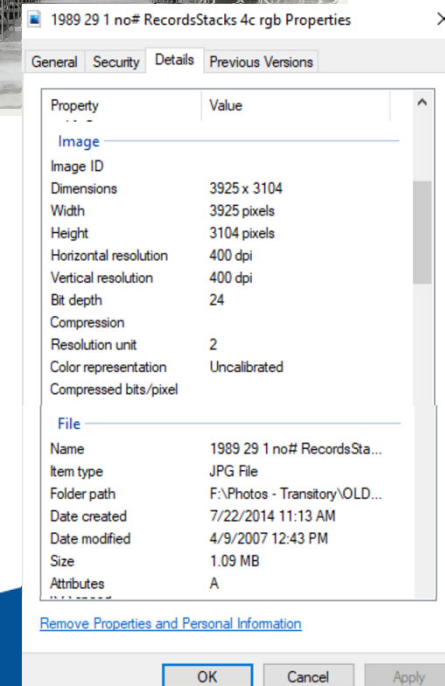 1989 29 1 no# RecordsStacks 4c rgb Properties
General Security Details Previous Versions
Property Value
Image
Image ID
Dimensions 3925 x 3104
Width 3925 pixels
Height 3104 pixels
Horizontal resolution 400 dpi
Vertical resolution 400 dpi
Bit depth 24
Compression
Resolution unit 2
Color representation Uncalibrated
Compressed bits/pixel
File
Name 1989 29 1 no# RecordsSta...
Item type JPG File
Folder path F:\Photos - Transitory\OLD...
Date created 7/22/2014 11:13 AM
Date modified 4/9/2007 12:43 PM
Size 1.09 MB
Attributes A
Remove Properties and Personal Information
OK Cancel Apply